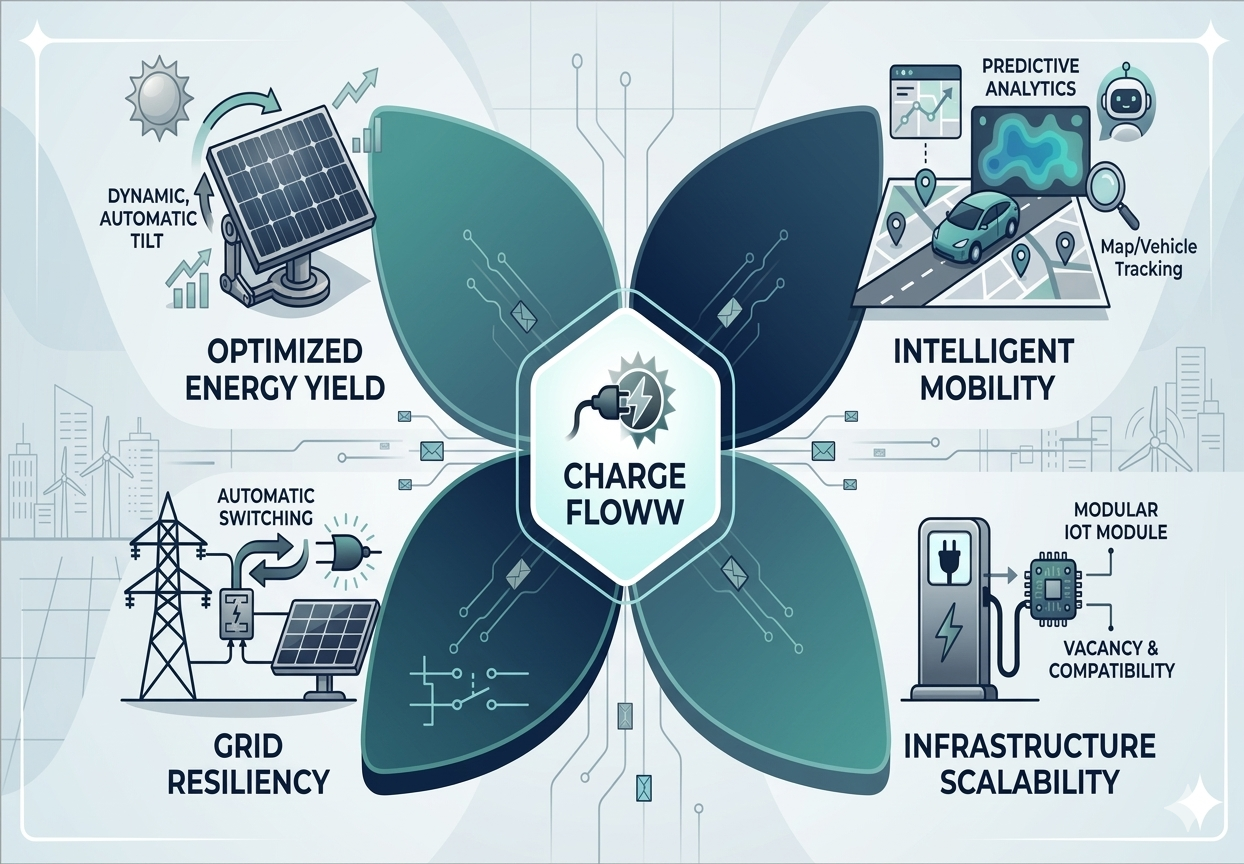 DYNAMIC,
AUTOMATIC
TILT
OPTIMIZED
ENERGY YIELD
PREDICTIVE
ANALYTICS
Map/Vehicle
Tracking
INTELLIGENT
MOBILITY
CHARGE
FLOWW
AUTOMATIC
SWITCHING
GRID
RESILIENCY
MODULAR
IOT MODULE
VACANCY &
COMPATIBILITY
INFRASTRUCTURE
SCALABILITY